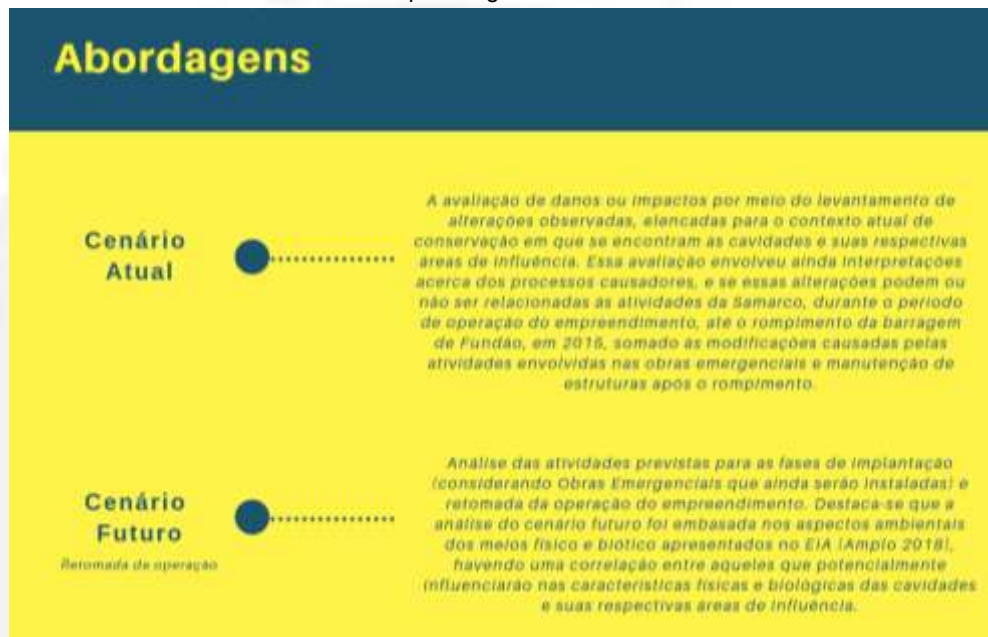 Abordagens
Cenário
Atual
A avaliação de danos ou impactos por meio do levantamento de
alterações observadas, elencadas para o contexto atual de
conservação em que se encontram as cavidades e suas respectivas
áreas de influência. Essa avaliação envolveu ainda interpretações
acerca dos processos causadores, e se essas alterações podem ou
não ser relacionadas as atividades da Samarco, durante o período
de operação do empreendimento, até o rompimento da barragem
de Fundão, em 2015, somado as modificações causadas pelas
atividades envolvidas nas obras emergenciais e manutenção de
estruturas após o rompimento.
Cenário
Futuro
Retomada de operação
Análise das atividades previstas para as fases de implantação
(considerando Obras Emergenciais que ainda serão instaladas) e
retomada da operação do empreendimento. Destaca-se que a
análise do cenário futuro foi embasada nos aspectos ambientais
dos meios físico e biótico apresentados no EIA (Amplo 2018),
havendo uma correlação entre aqueles que potencialmente
influenciarão nas características físicas e biológicas das cavidades
e suas respectivas áreas de influência.